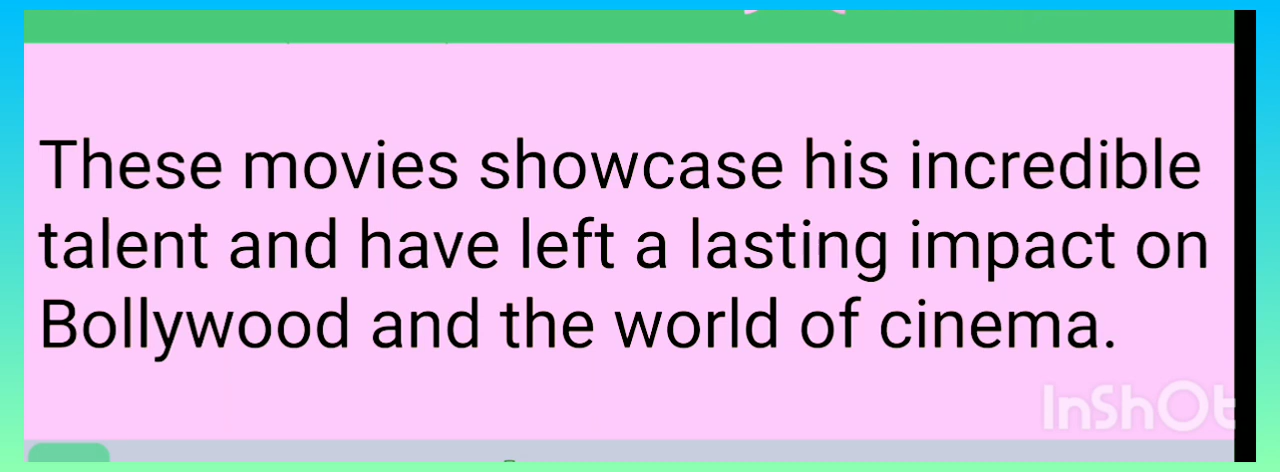 These movies showcase his incredible
talent and have left a lasting impact on
Bollywood and the world of cinema.
InShOt